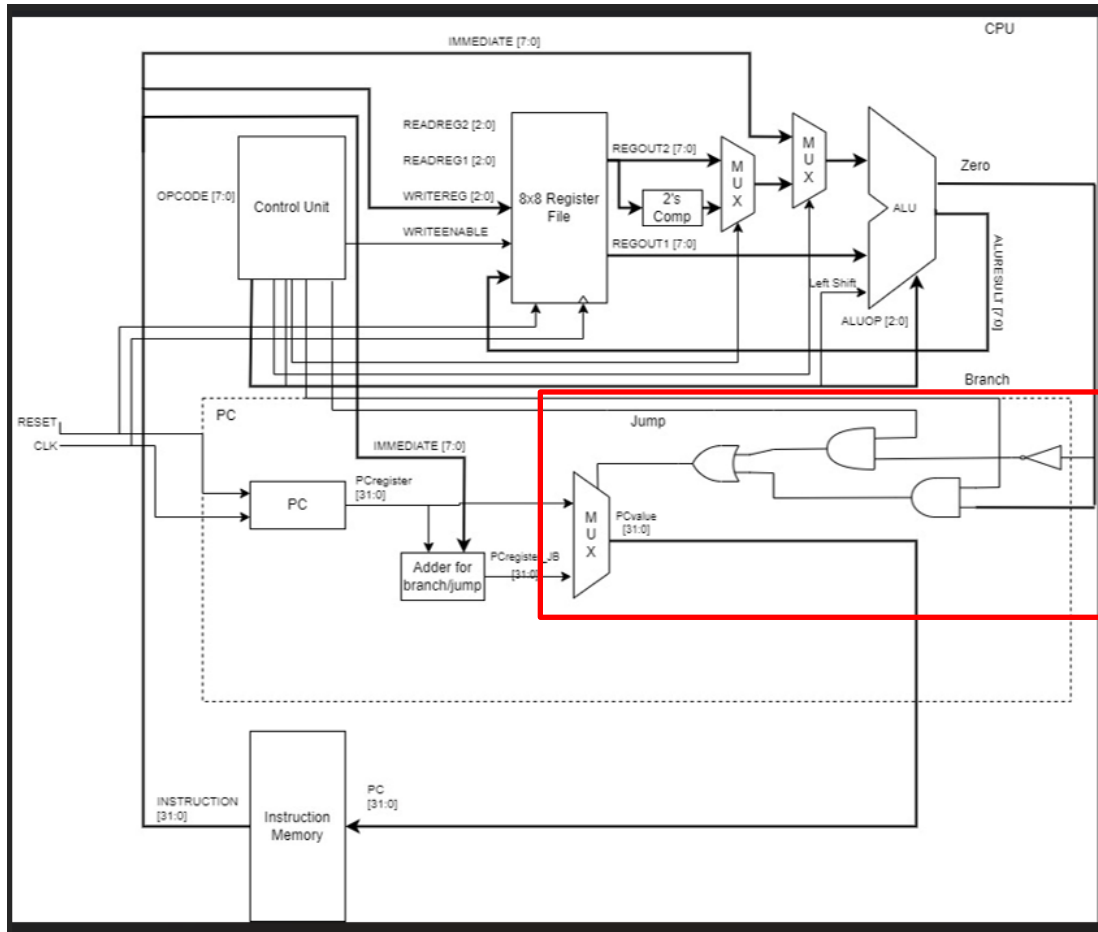 CPU
IMMEDIATE [7:0]
READREG2 [2:0]
READREG1 [2:0]
WRITEREG [2:0]
WRITEENABLE
OPCODE [7:0]
Control Unit
8x8 Register
File
REGOUT2 [7:0]
2's
Comp
REGOUT1 [7:0]
M
U
X
M
U
X
ALU
Zero
Left Shift
ALUOP [2:0]
ALURESULT [7:0]
Branch
RESET
CLK
PC
IMMEDIATE [7:0]
Jump
PC
PCregister
[31:0]
Adder for
branch/jump
PCregister_JB
[31:0]
M
U
X
PCvalue
[31:0]
INSTRUCTION
[31:0]
Instruction
Memory
PC
[31:0]